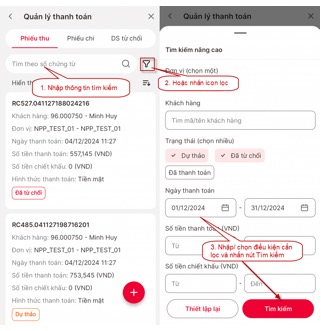 Quản lý thanh toán
Phiếu thu
Phiếu chi
DS từ chối
Tìm theo số chứng từ
1. Nhập thông tin tìm kiếm
Hiển th
RC527.041127188024216
Khách hàng: 96.000750 - Minh Huy
Đơn vị: NPP_TEST_01 - NPP_TEST_01
Ngày thanh toán: 04/12/2024 11:27
Số tiền thanh toán: 557,145 (VND)
Số tiền chiết khấu: 0 (VND)
Hình thức thanh toán: Tiền mặt
Đã từ chối
RC485.041127198716201
Khách hàng: 96.000750 - Minh Huy
Đơn vị: NPP_TEST_01 - NPP_TEST_01
Ngày thanh toán: 04/12/2024 11:27
Số tiền thanh toán: 753,545 (VND)
Số tiền chiết khấu: 0 (VND)
Hình thức thanh toán: Tiền mặt
Dự thảo
Quản lý thanh toán
Tìm kiếm nâng cao
Đơn vị (chọn một)
2. Hoặc nhấn icon lọc
Khách hàng
Tìm mã/tên khách hàng
Trạng thái (chọn nhiều)
Dự thảo
Đã từ chối
Đã thanh toán
Ngày thanh toán
01/12/2024 - 31/12/2024
Số tiền thanh toán (VND)
Từ
3. Nhập/ chọn điều kiện cần
lọc và nhấn nút Tìm kiếm
Số tiền chiết khấu (VND)
Từ - Đến
Thiết lập lại
Tìm kiếm